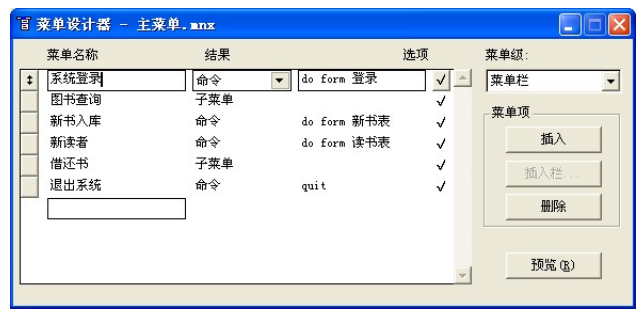 菜单设计器 - 主菜单.mnx
菜单名称 结果 选项 菜单级:
系统登录 命令 do form 登录 菜单栏
图书查询 子菜单
新书入库 命令 do form 新书表
新读者 命令 do form 读书表
借还书 子菜单
退出系统 命令 quit
菜单项
插入
插入栏...
删除
预览(R)